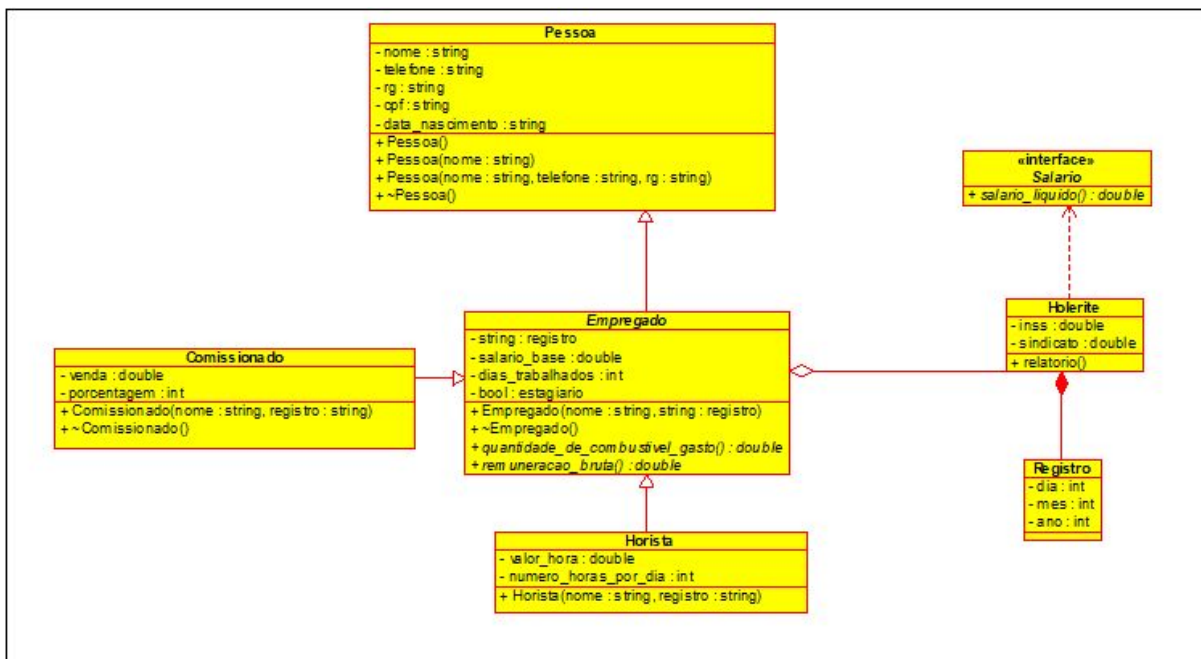 Pessoa
- nome : string
- telefone : string
- rg : string
- cpf : string
- data_nascimento : string
+ Pessoa()
+ Pessoa(nome : string)
+ Pessoa(nome : string, telefone : string, rg : string)
+ ~Pessoa()
«interface»
Salario
+ salario_liquido() : double
Empregado
- string : registro
- salario_base : double
- dias_trabalhados : int
- bool : estagiario
+ Empregado(nome : string, string : registro)
+ ~Empregado()
+ quantidade_de_combustivel_gasto() : double
+ remuneracao_bruta() : double
Holerite
- inss : double
- sindicato : double
+ relatorio()
Comissionado
- venda : double
- porcentagem : int
+ Comissionado(nome : string, registro : string)
+ ~Comissionado()
Registro
- dia : int
- mes : int
- ano : int
Horista
- valor_hora : double
- numero_horas_por_dia : int
+ Horista(nome : string, registro : string)